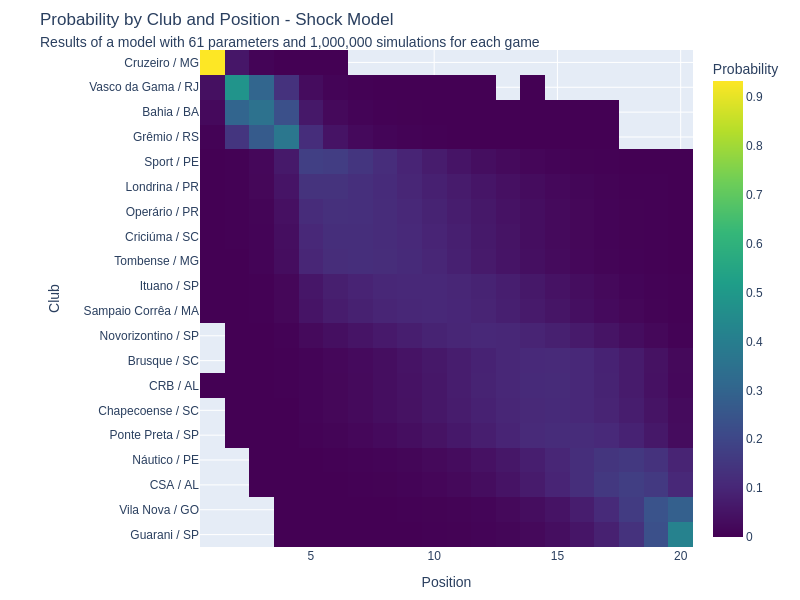 Probability by Club and Position - Shock Model
Results of a model with 61 parameters and 1,000,000 simulations for each game
Probability
Cruzeiro / MG
Vasco da Gama / RJ
Bahia / BA
Grêmio / RS
Sport / PE
Londrina / PR
Operário / PR
Criciúma / SC
Tombense / MG
Ituano / SP
Sampaio Corrêa / MA
Novorizontino / SP
Brusque / SC
CRB / AL
Chapecoense / SC
Ponte Preta / SP
Náutico / PE
CSA / AL
Vila Nova / GO
Guarani / SP
Club
5
10
15
20
Position
0.9
0.8
0.7
0.6
0.5
0.4
0.3
0.2
0.1
0